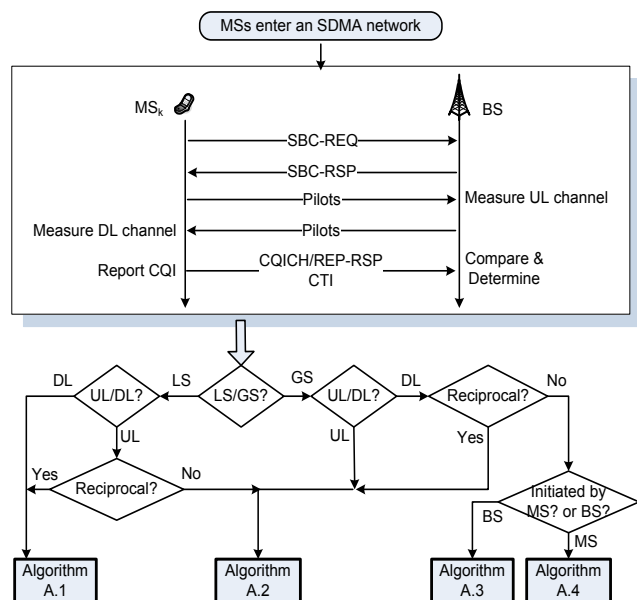 MSs enter an SDMA network
MSk
BS
SBC-REQ
SBC-RSP
Pilots
Measure UL channel
Measure DL channel
Pilots
Report CQI
CQICH/REP-RSP
CTI
Compare &
Determine
DL
UL/DL?
LS
LS/GS?
GS
UL/DL?
DL
Reciprocal?
No
UL
UL
Yes
Yes
Reciprocal?
No
Initiated by
MS? or BS?
BS
MS
Algorithm
A.1
Algorithm
A.2
Algorithm
A.3
Algorithm
A.4